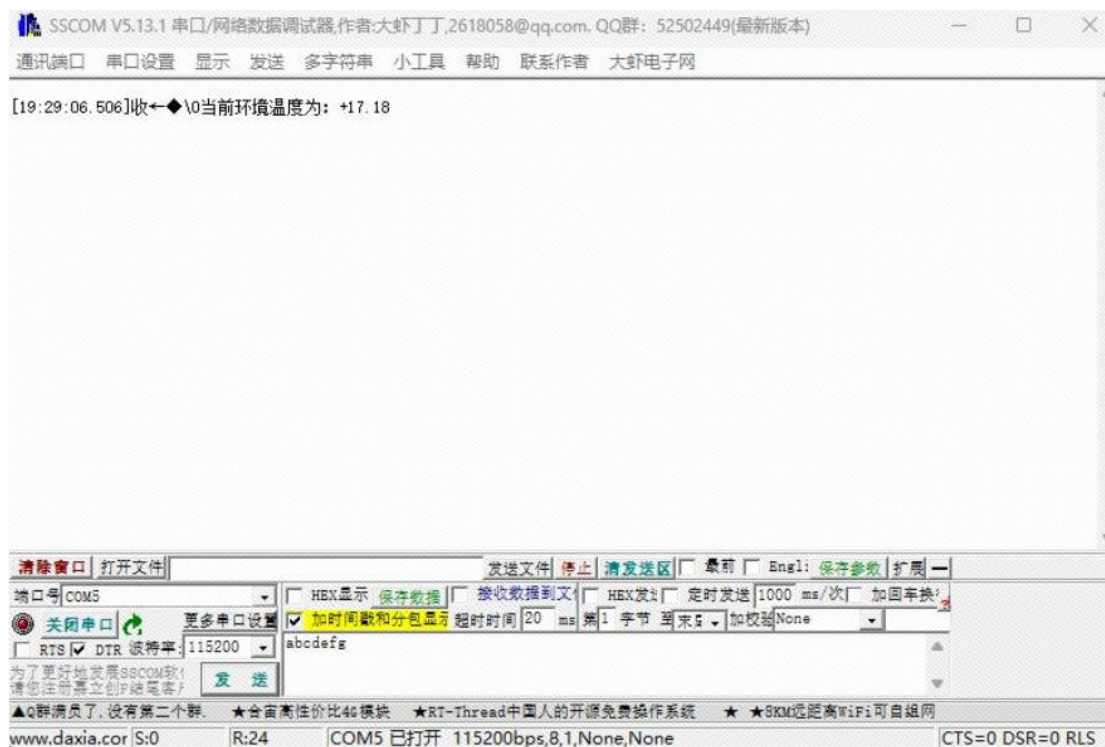 SSCOM V5.13.1 串口/网络数据调试器,作者:大虾丁丁,2618058@qq.com. QQ群: 52502449(最新版本)
通讯端口 串口设置 显示 发送 多字符串 小工具 帮助 联系作者 大虾电子网
[19:29:06.506]收←◆\0当前环境温度为: +17.18
清除窗口 打开文件 发送文件 停止 清发送区 最前 Engli 保存参数 扩展 —
端口号 COM5 HEX显示 保存数据 接收数据到文 HEX发 定时发送 1000 ms/次 加回车换
关闭串口 更多串口设置 加时间戳和分包显示 超时时间 20 ms 第1 字节 至 末 加校验 None
RTS DTR 波特率: 115200 abcdefg
为了更好地发展SSCOM软
请您注册嘉立创F结尾客 发 送
▲Q群满员了,没有第二个群. ★合宙高性价比4G模块 ★RT-Thread中国人的开源免费操作系统 ★ ★8KM远距离WiFi可自组网
www.daxia.cor S:0 R:24 COM5 已打开 115200bps,8,1,None,None CTS=0 DSR=0 RLS